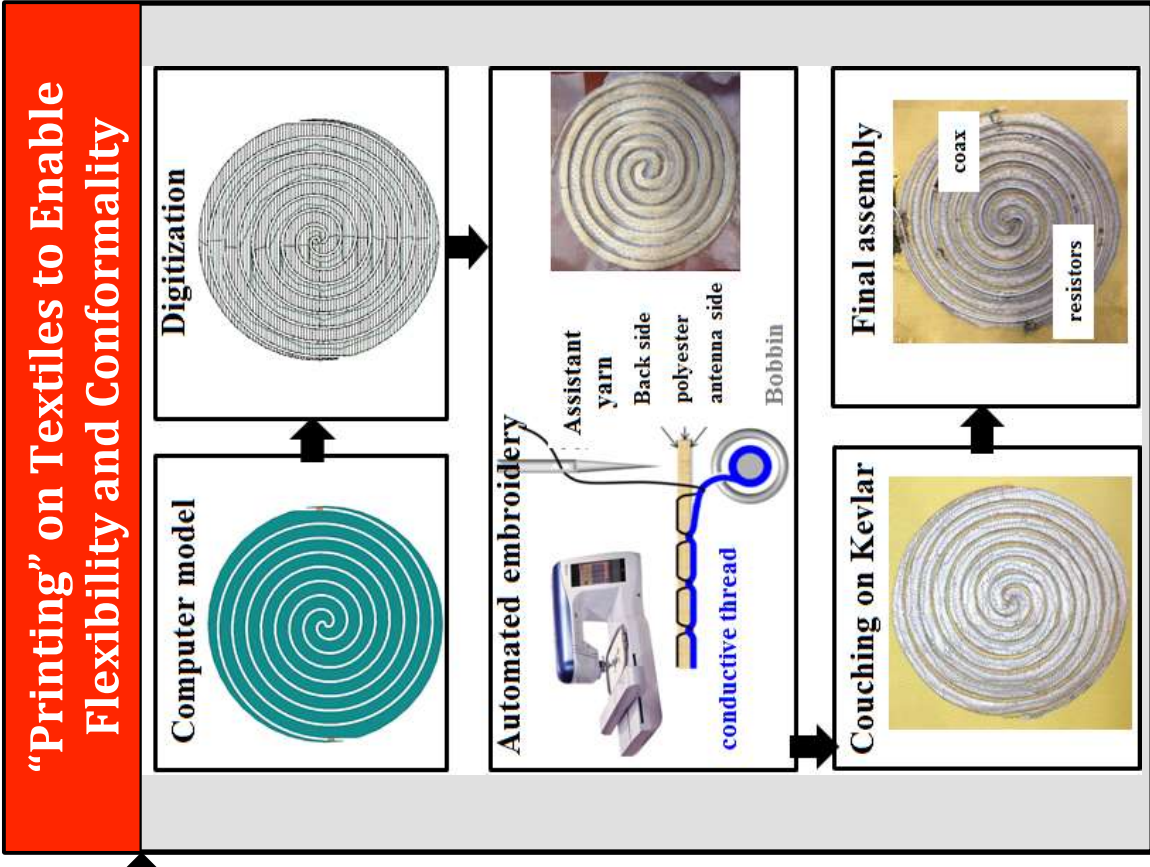 “Printing” on Textiles to Enable
Flexibility and Conformality
Computer model
Digitization
Automated embroidery
Assistant
yarn
Back side
polyester
antenna side
Bobbin
conductive thread
Couching on Kevlar
Final assembly
coax
resistors